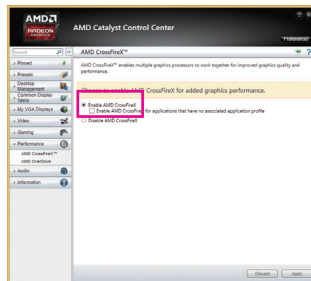 AMD
RADEON
GRAPHICS
AMD Catalyst Control Center
Preferences
Search
AMD CrossFireX™
Pinned
Presets
Desktop Management
Common Display Tasks
My VGA Displays
Video
Gaming
Performance
AMD CrossFireX™
AMD OverDrive
Audio
Information
AMD CrossFireX™ enables multiple graphics processors to work together for improved graphics quality and
performance.
Choose to enable AMD CrossFireX for added graphics performance.
Enable AMD CrossFireX
Enable AMD CrossFireX for applications that have no associated application profile
Disable AMD CrossFireX
Discard
Apply